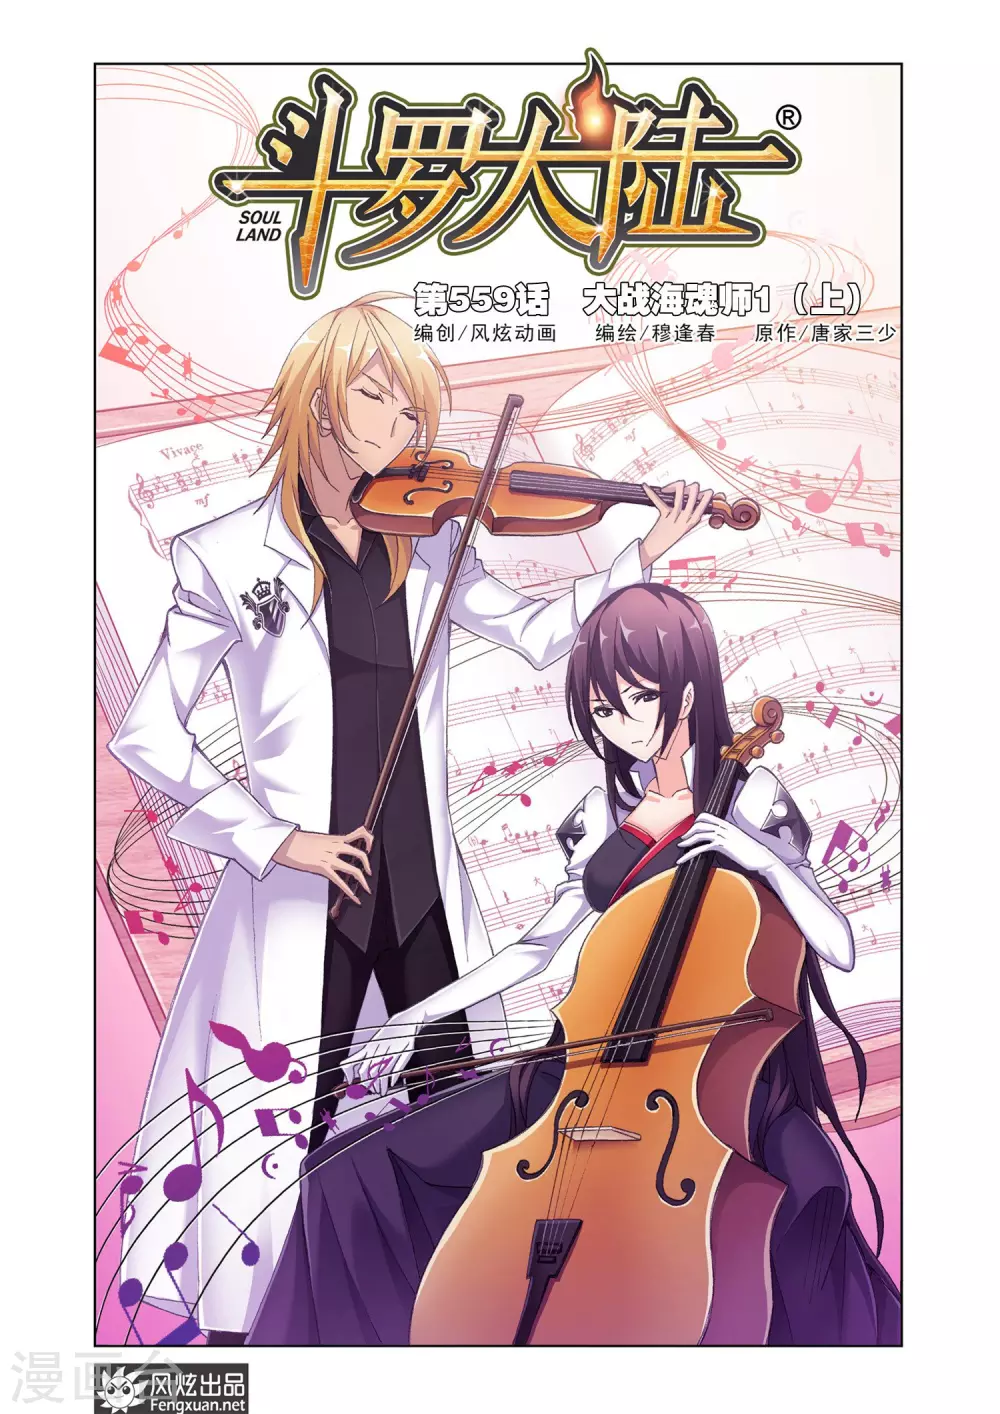 斗罗大陆®
SOUL
LAND
第559话 大战海魂师1（上）
编创/风炫动画 编绘/穆逢春 原作/唐家三少
Vivace
mf
mf
漫画台
风炫出品
Fengxuan.net